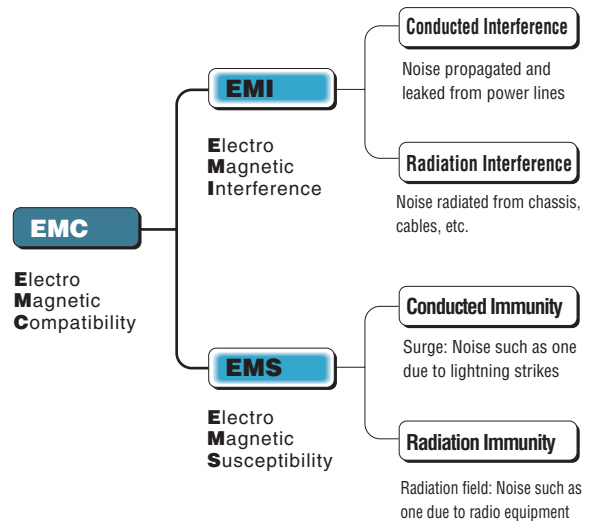 EMC
Electro
Magnetic
Compatibility
EMI
Electro
Magnetic
Interference
Conducted Interference
Noise propagated and
leaked from power lines
Radiation Interference
Noise radiated from chassis,
cables, etc.
EMS
Electro
Magnetic
Susceptibility
Conducted Immunity
Surge: Noise such as one
due to lightning strikes
Radiation Immunity
Radiation field: Noise such as
one due to radio equipment